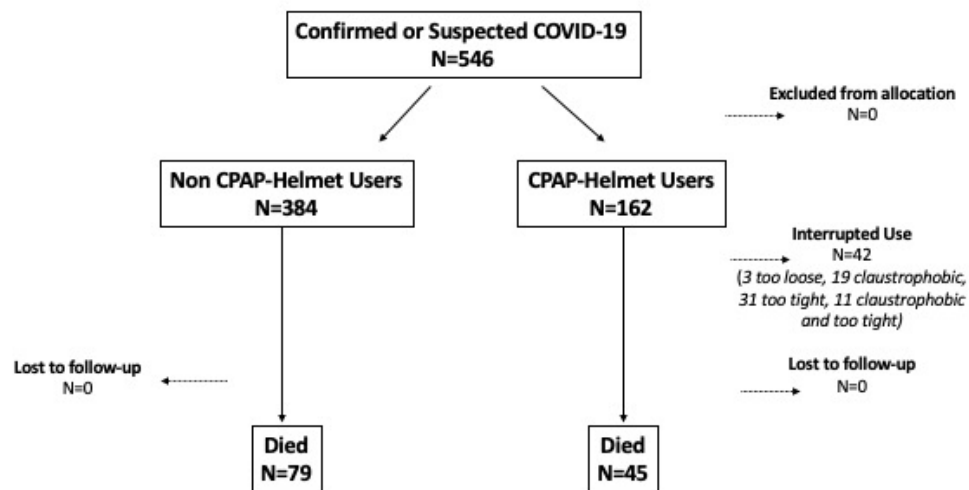 Confirmed or Suspected COVID-19
N=546
Excluded from allocation
N=0
Non CPAP-Helmet Users
N=384
CPAP-Helmet Users
N=162
Interrupted Use
N=42
(3 too loose, 19 claustrophobic,
31 too tight, 11 claustrophobic
and too tight)
Lost to follow-up
N=0
Lost to follow-up
N=0
Died
N=79
Died
N=45